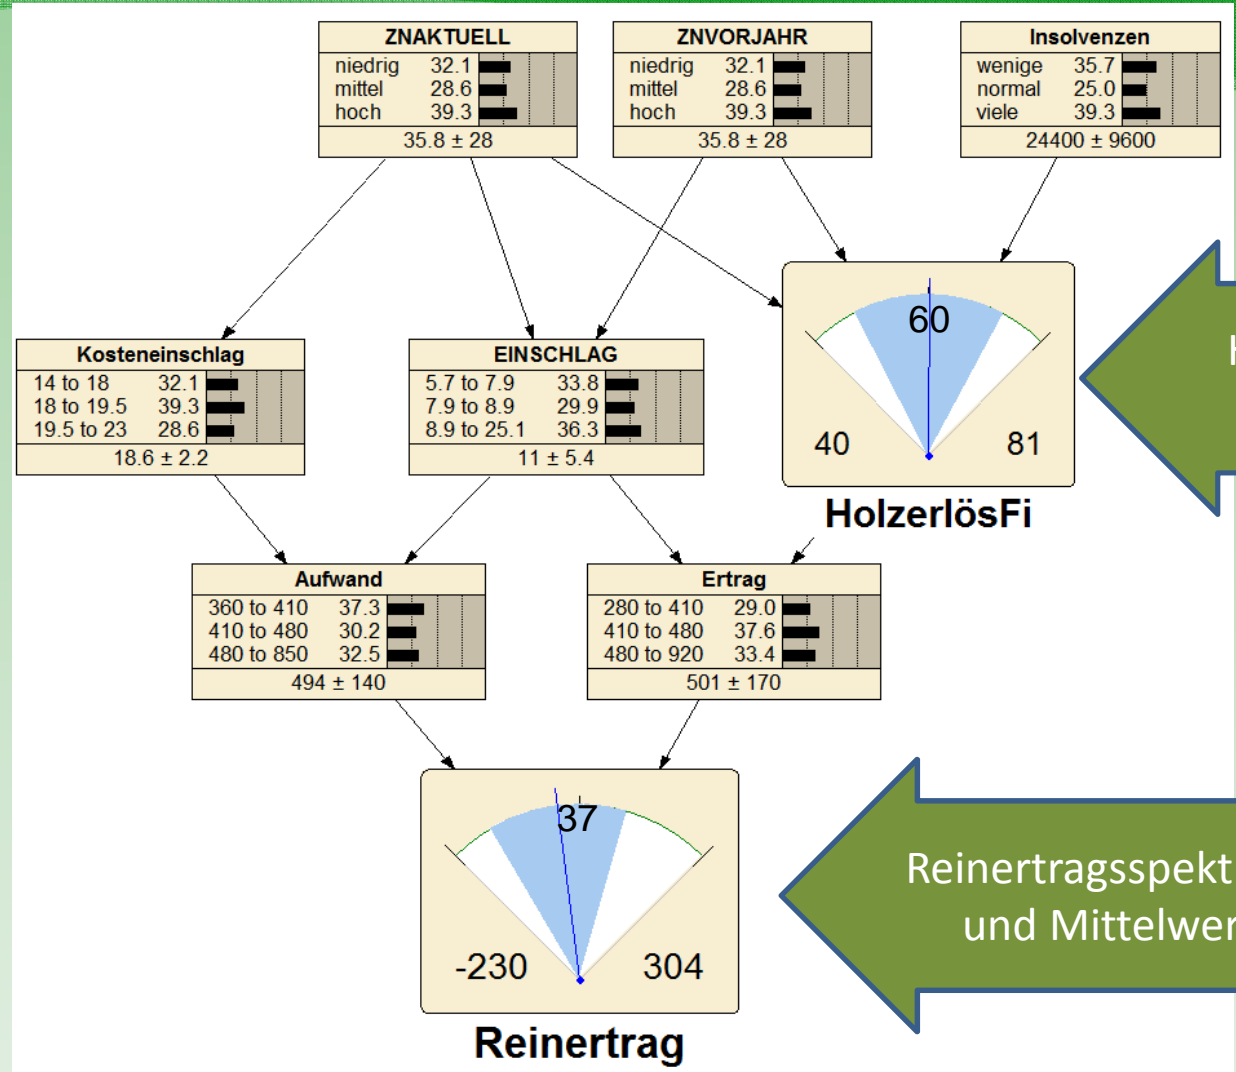 ZNAKTUELL
niedrig 32.1
mittel 28.6
hoch 39.3
35.8 ± 28
ZNVORJAHR
niedrig 32.1
mittel 28.6
hoch 39.3
35.8 ± 28
Insolvenzen
wenige 35.7
normal 25.0
viele 39.3
24400 ± 9600
Kosteneinschlag
14 to 18 32.1
18 to 19.5 39.3
19.5 to 23 28.6
18.6 ± 2.2
EINSCHLAG
5.7 to 7.9 33.8
7.9 to 8.9 29.9
8.9 to 25.1 36.3
11 ± 5.4
60
40 81
HolzerlösFi
Aufwand
360 to 410 37.3
410 to 480 30.2
480 to 850 32.5
494 ± 140
Ertrag
280 to 410 29.0
410 to 480 37.6
480 to 920 33.4
501 ± 170
37
-230 304
Reinertrag
Reinertragsspekt
und Mittelwer